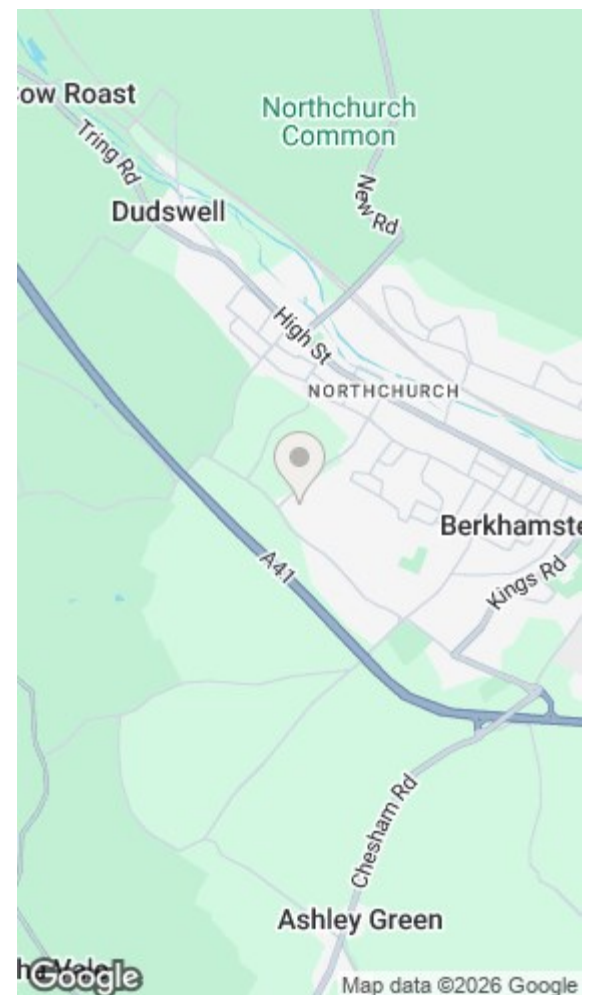 ow Roast
Northchurch
Common
Tring Rd
New Rd
Dudswell
High St
NORTHCHURCH
Berkhamste
A41
Kings Rd
Chesham Rd
Ashley Green
Google
Map data ©2026 Google